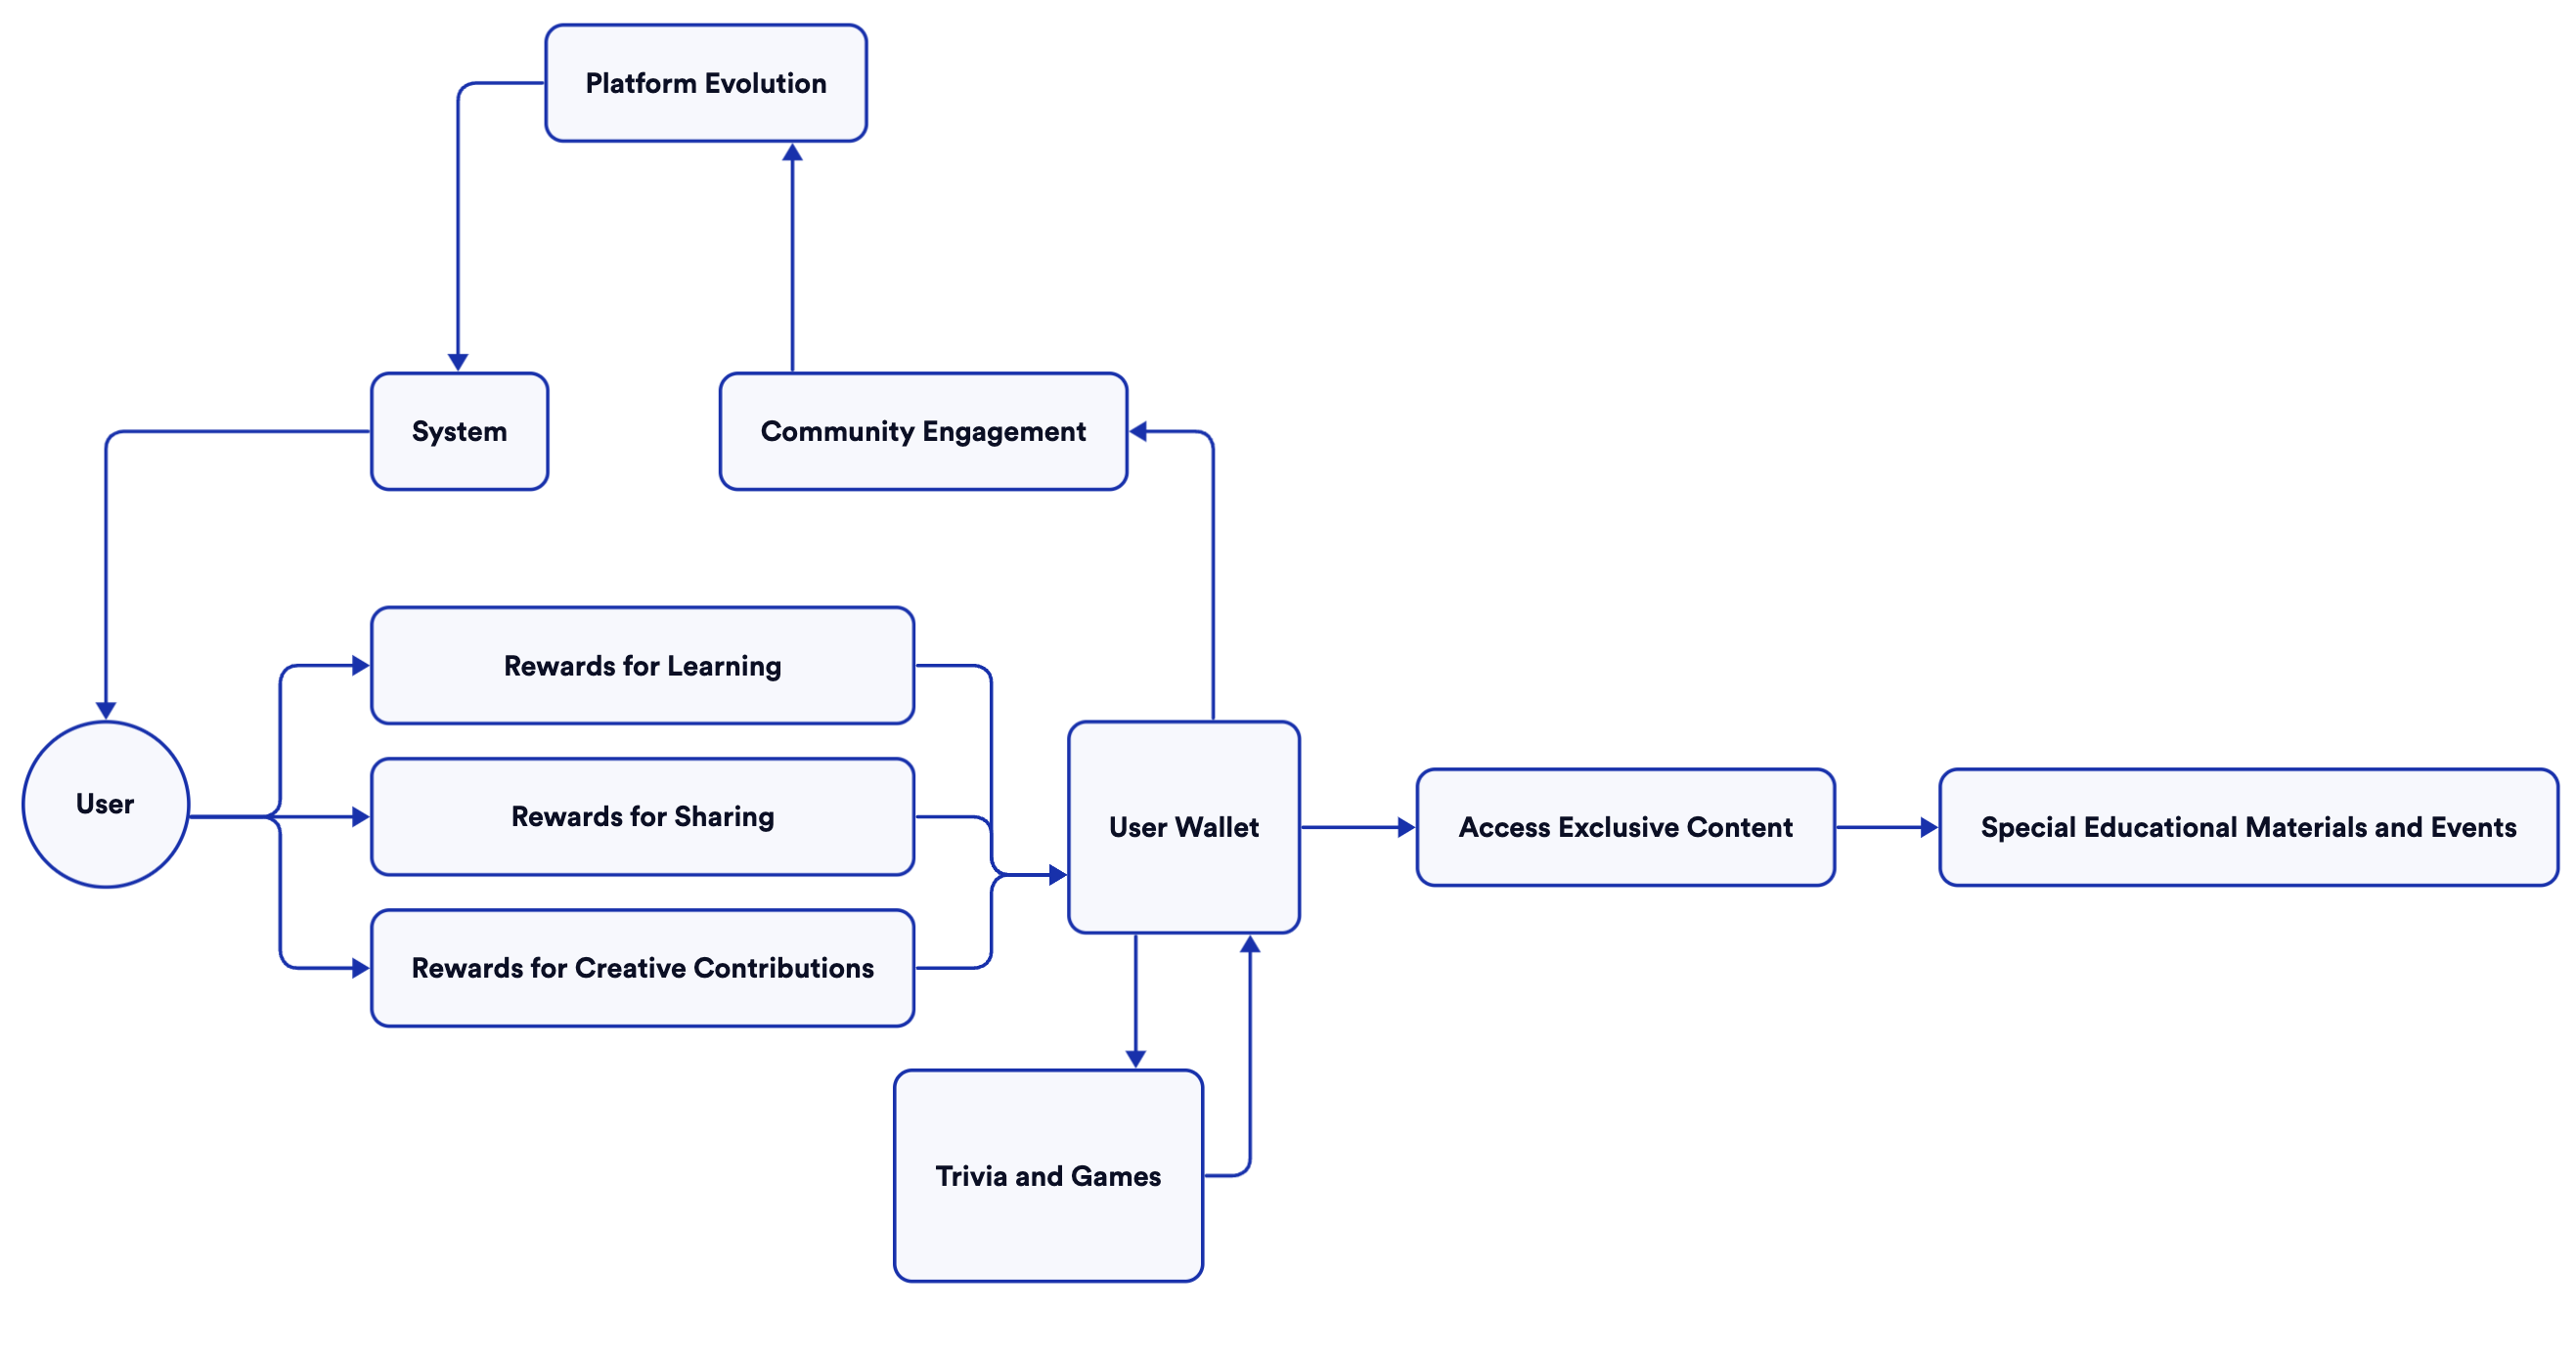 Platform Evolution
System
Community Engagement
Rewards for Learning
User
Rewards for Sharing
User Wallet
Access Exclusive Content
Special Educational Materials and Events
Rewards for Creative Contributions
Trivia and Games